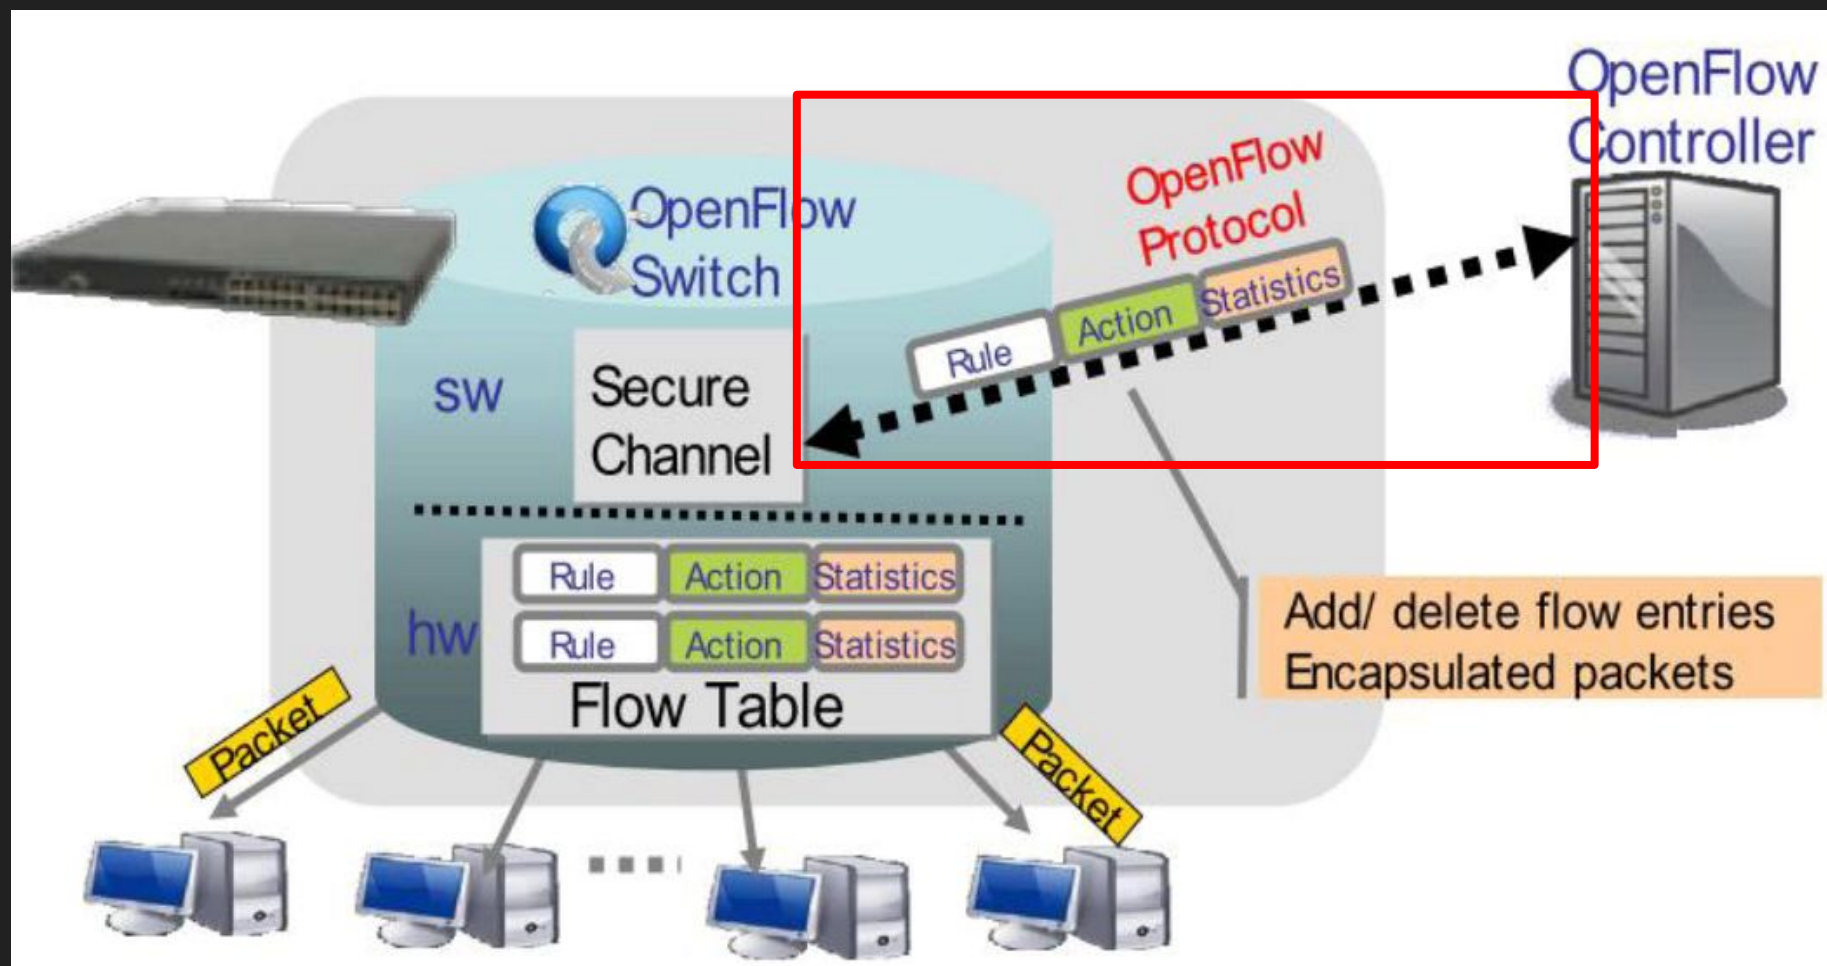 OpenFlow
Controller
OpenFlow
Protocol
OpenFlow
Switch
Rule
Action
Statistics
sw
Secure
Channel
Rule
Action
Statistics
hw
Rule
Action
Statistics
Flow Table
Add/ delete flow entries
Encapsulated packets
Packet
Packet